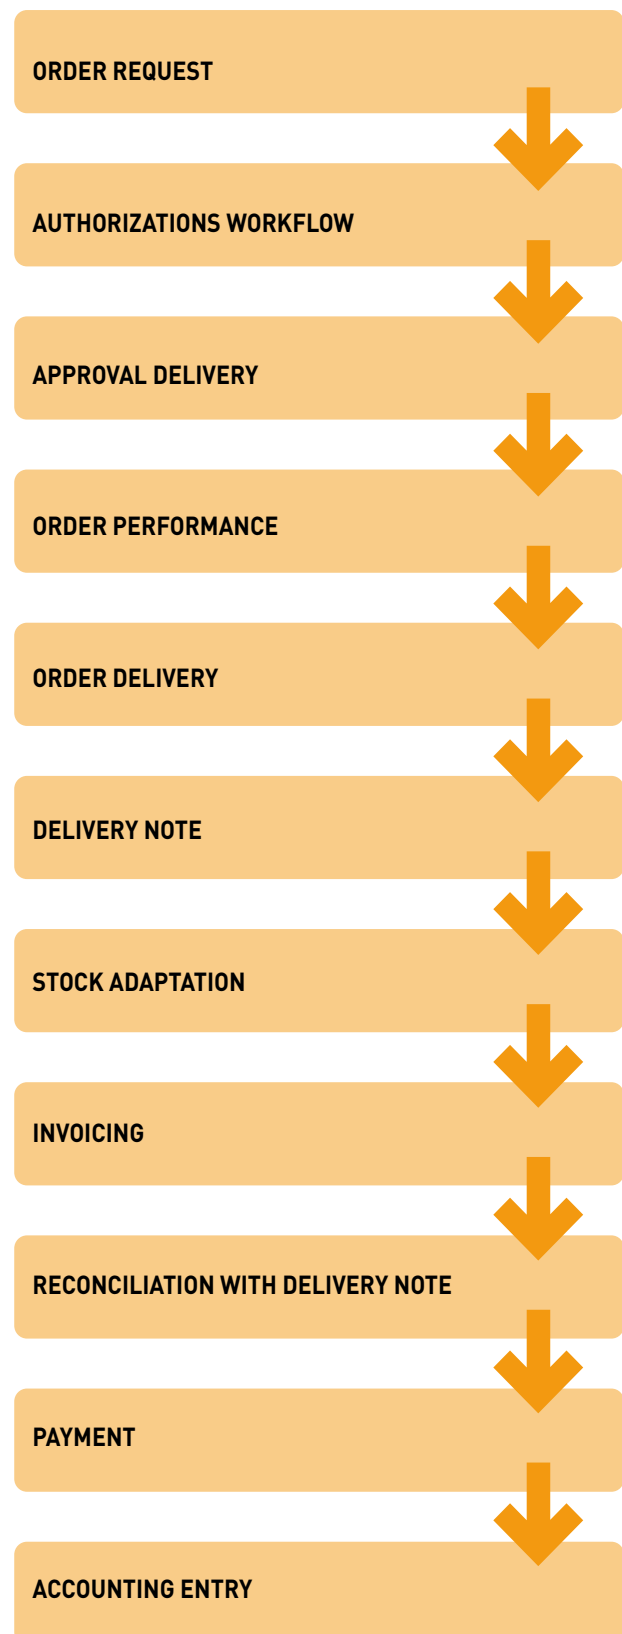 ORDER REQUEST
AUTHORIZATIONS WORKFLOW
APPROVAL DELIVERY
ORDER PERFORMANCE
ORDER DELIVERY
DELIVERY NOTE
STOCK ADAPTATION
INVOICING
RECONCILIATION WITH DELIVERY NOTE
PAYMENT
ACCOUNTING ENTRY